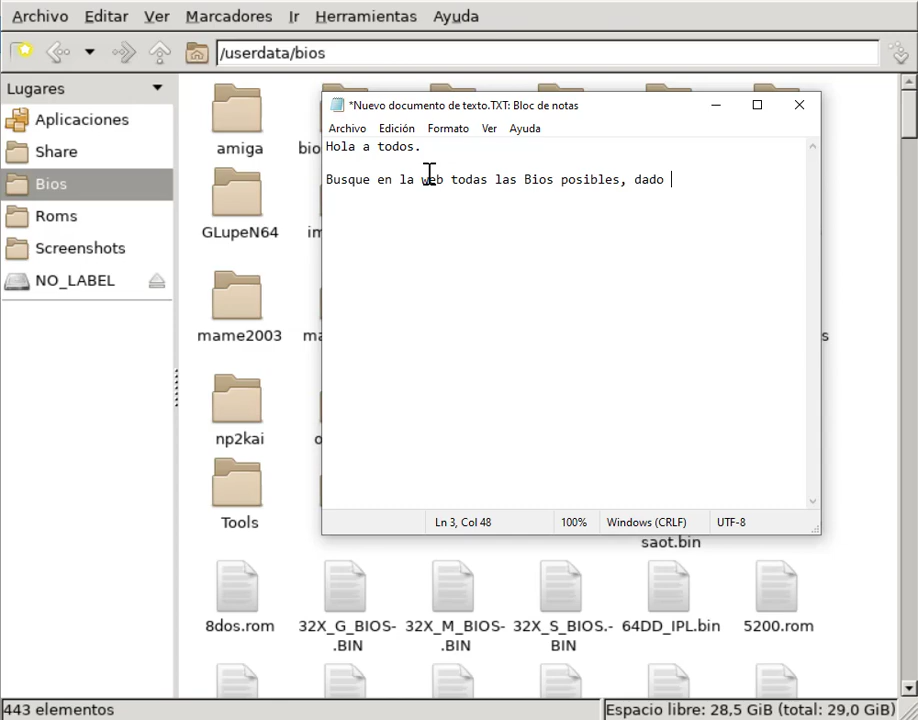 Archivo Editar Ver Marcadores Ir Herramientas Ayuda
/userdata/bios
Lugares
Aplicaciones
Share
Bios
Roms
Screenshots
NO_LABEL
*Nuevo documento de texto.TXT: Bloc de notas
Archivo Edición Formato Ver Ayuda
Hola a todos.
Busque en la web todas las Bios posibles, dado
Ln 3, Col 48 100% Windows (CRLF) UTF-8
amiga
GLupeN64
mame2003
np2kai
Tools
saot.bin
8dos.rom 32X_G_BIOS- 32X_M_BIOS- 32X_S_BIOS.- 64DD_IPL.bin 5200.rom
.BIN .BIN BIN
443 elementos Espacio libre: 28,5 GiB (total: 29,0 GiB)